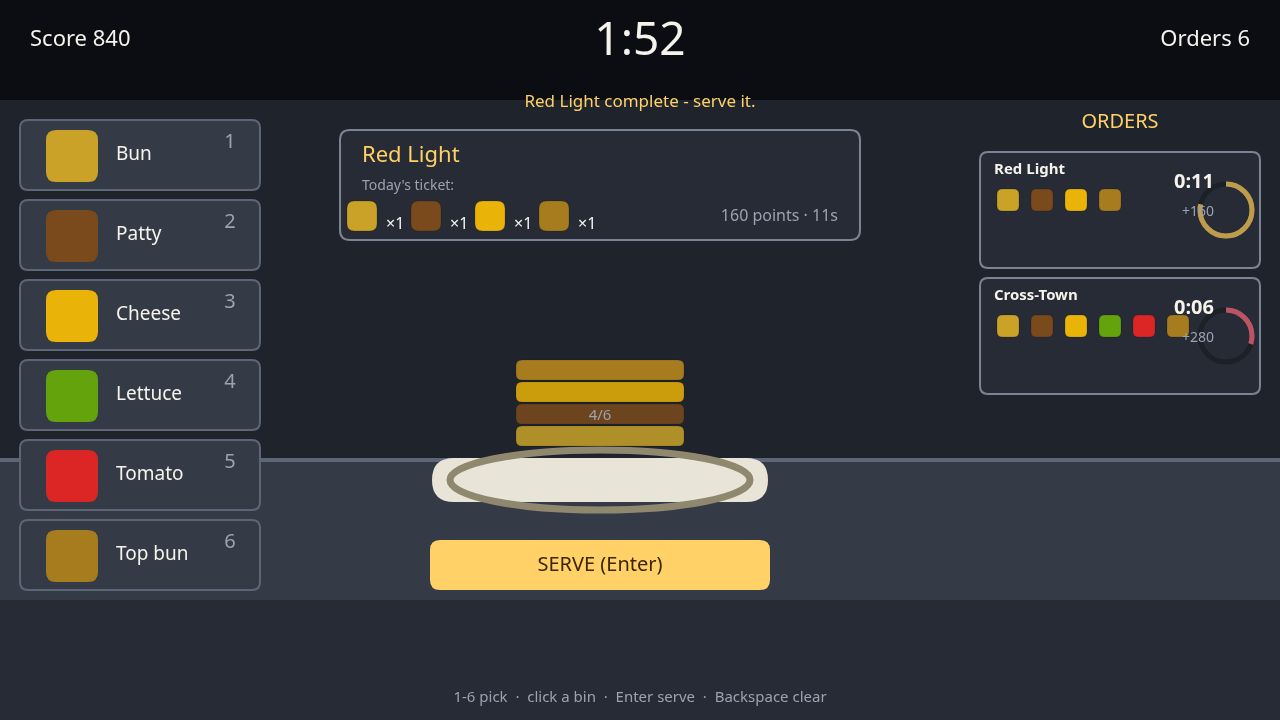 Score 840
1:52
Orders 6
Red Light complete - serve it.
Bun 1
Patty 2
Cheese 3
Lettuce 4
Tomato 5
Top bun 6
Red Light
Today's ticket:
×1 ×1 ×1 ×1
160 points · 11s
4/6
SERVE (Enter)
ORDERS
Red Light
0:11
+160
Cross-Town
0:06
+280
1-6 pick · click a bin · Enter serve · Backspace clear